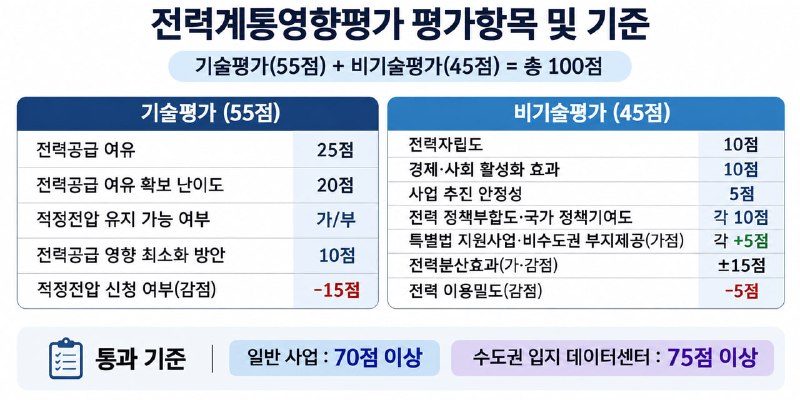 전력계통영향평가 평가항목 및 기준
기술평가(55점) + 비기술평가(45점) = 총 100점
기술평가 (55점)
전력공급 여유 25점
전력공급 여유 확보 난이도 20점
적정전압 유지 가능 여부 가/부
전력공급 영향 최소화 방안 10점
적정전압 신청 여부(감점) -15점
비기술평가 (45점)
전력자립도 10점
경제·사회 활성화 효과 10점
사업 추진 안정성 5점
전력 정책부합도·국가 정책기여도 각 10점
특별법 지원사업·비수도권 부지제공(가점) 각 +5점
전력분산효과(가·감점) ±15점
전력 이용밀도(감점) -5점
통과 기준
일반 사업 : 70점 이상
수도권 입지 데이터센터 : 75점 이상